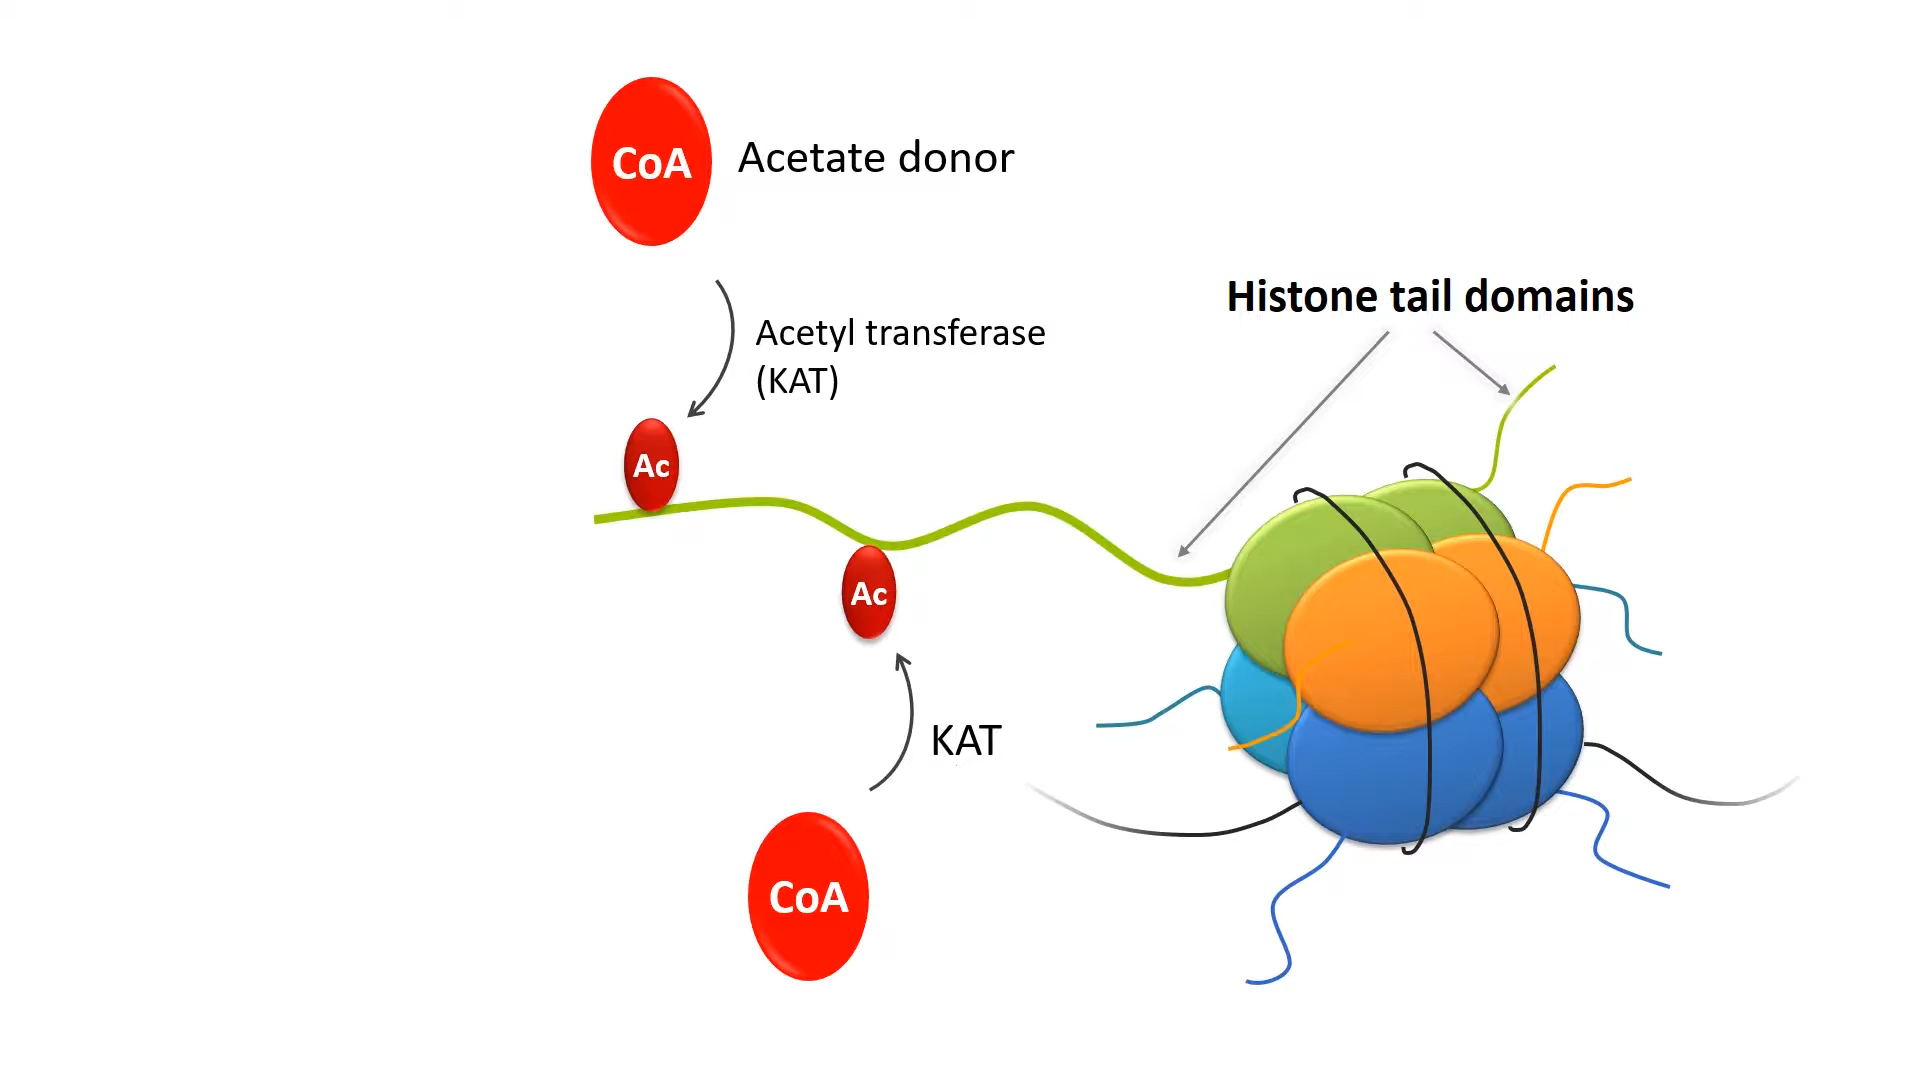 CoA
Acetate donor
Histone tail domains
Acetyl transferase
(KAT)
Ac
Ac
KAT
CoA